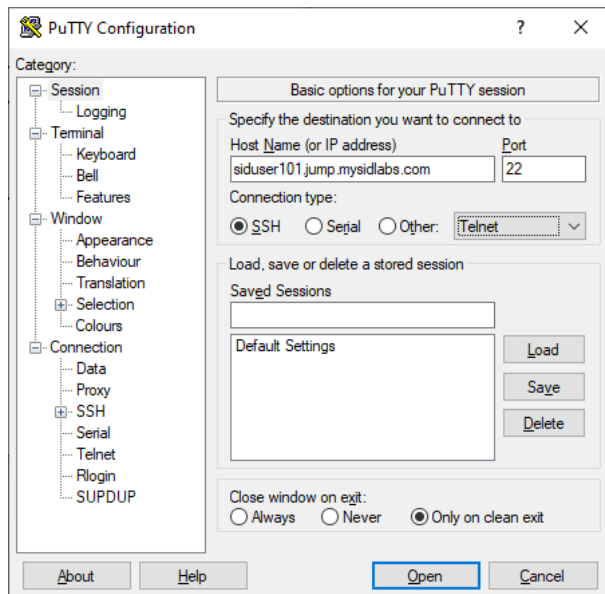 PuTTY Configuration
?
Category:
Session
Logging
Terminal
Keyboard
Bell
Features
Window
Appearance
Behaviour
Translation
Selection
Colours
Connection
Data
Proxy
SSH
Serial
Telnet
Rlogin
SUPDUP
Basic options for your PuTTY session
Specify the destination you want to connect to
Host Name (or IP address) Port
siduser101.jump.mysidlabs.com 22
Connection type:
SSH Serial Other: Telnet
Load, save or delete a stored session
Saved Sessions
Default Settings
Load
Save
Delete
Close window on exit:
Always Never Only on clean exit
About Help Open Cancel